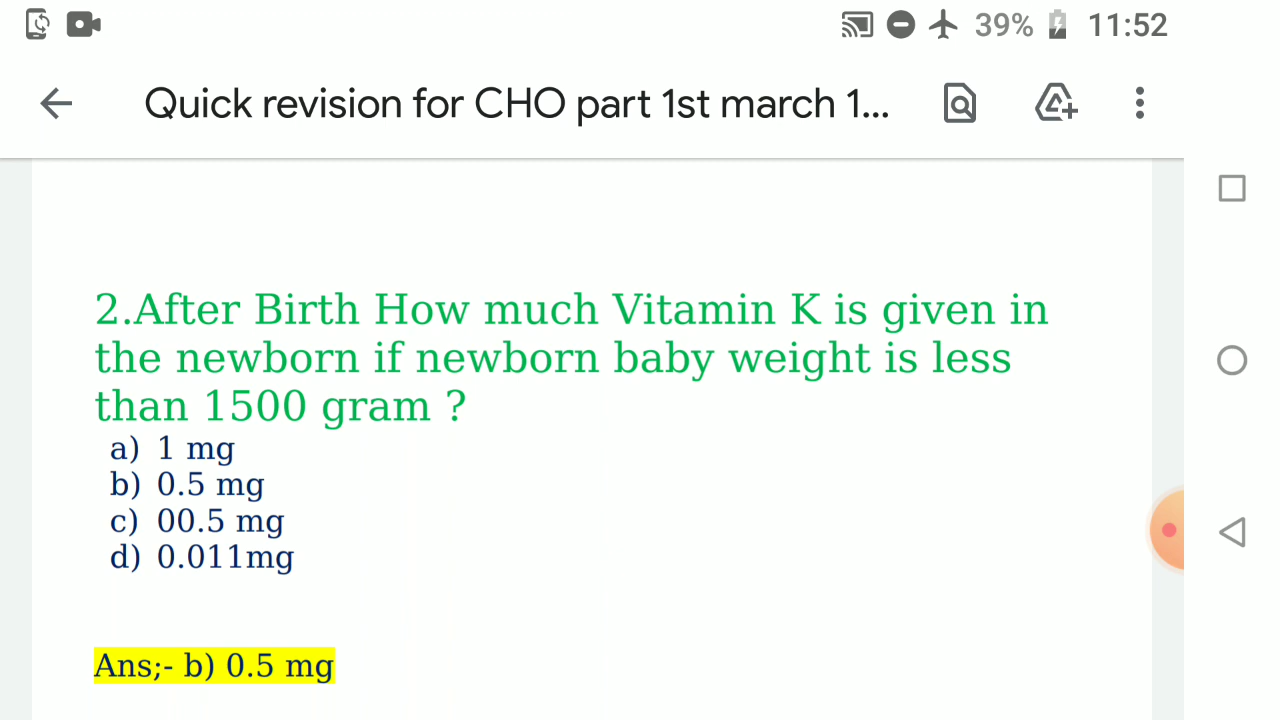 39% 11:52
Quick revision for CHO part 1st march 1...
2.After Birth How much Vitamin K is given in
the newborn if newborn baby weight is less
than 1500 gram ?
a) 1 mg
b) 0.5 mg
c) 00.5 mg
d) 0.011mg
Ans;- b) 0.5 mg